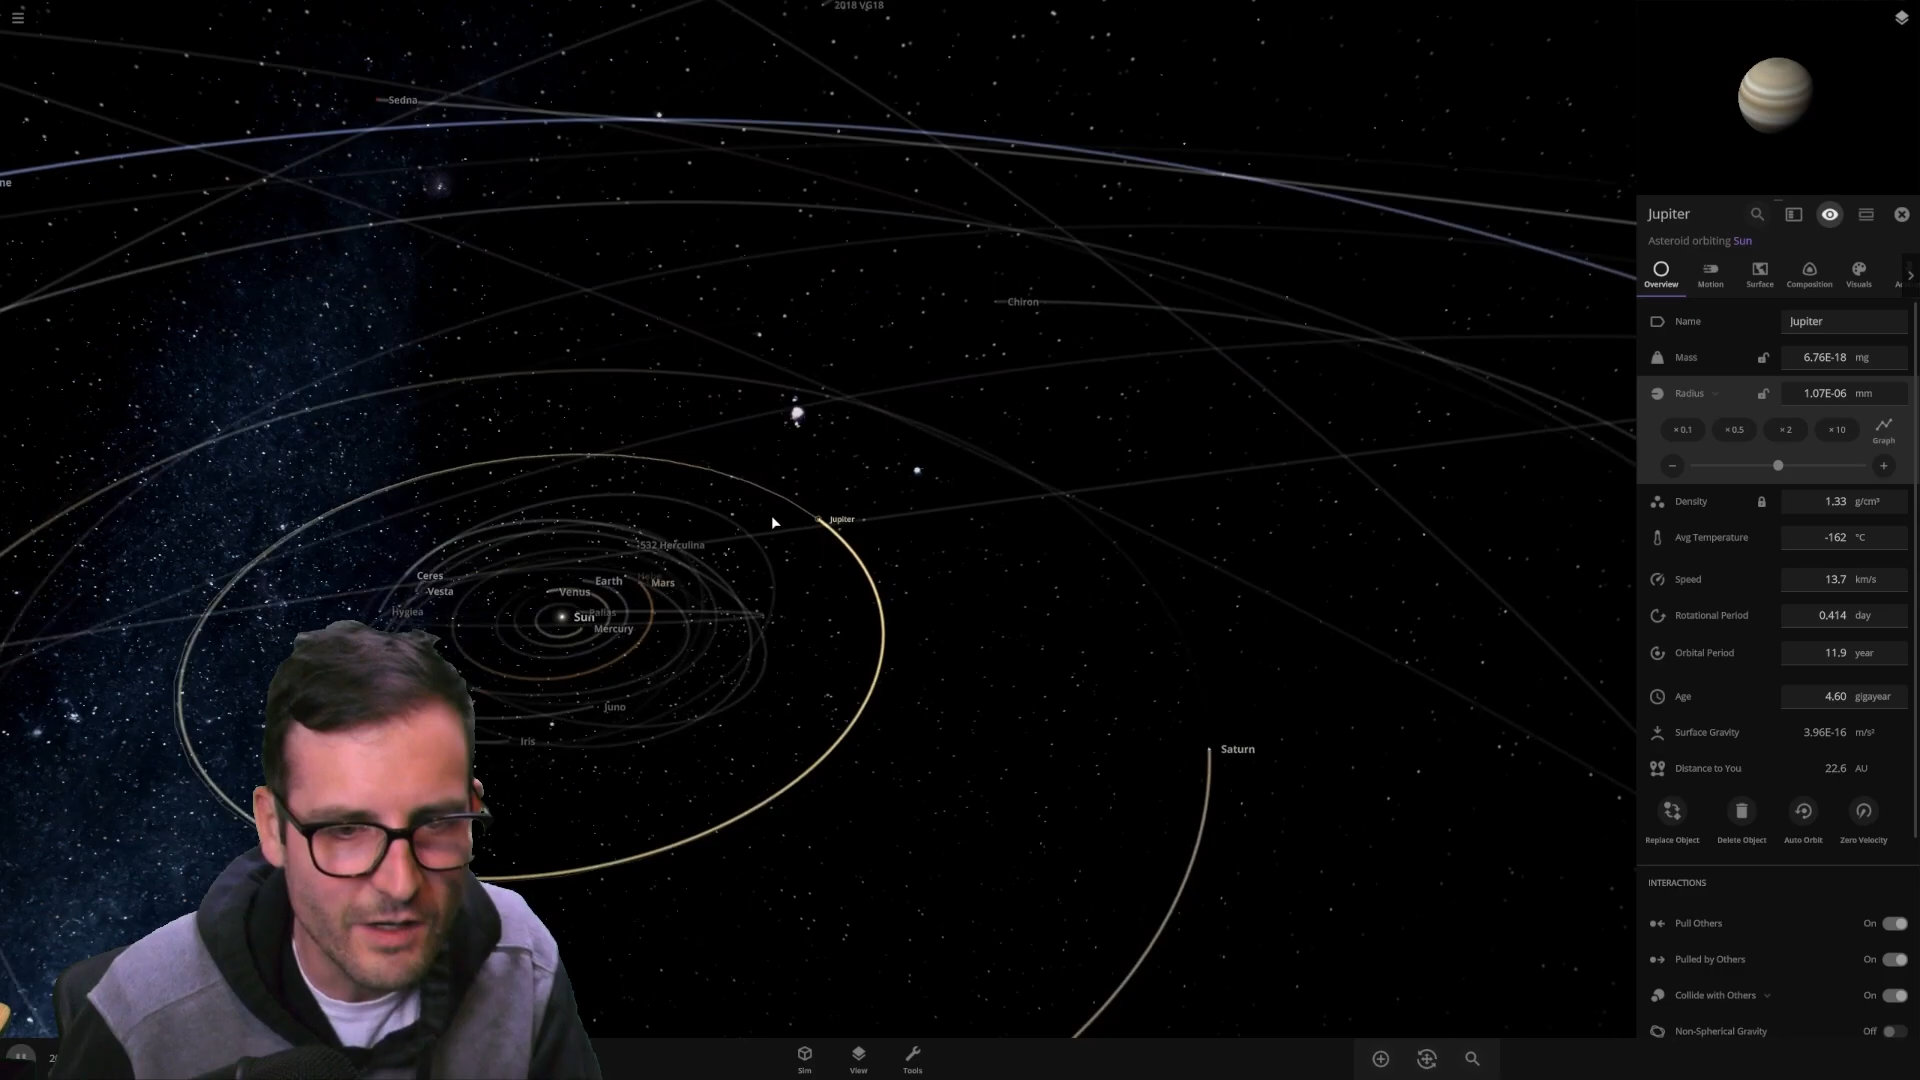 2018 VG18
Sedna
ne
Chiron
Jupiter
532 Herculina
Ceres
Earth
Mars
Vesta
Venus
Hygiea
Pallas
Sun
Mercury
Juno
Iris
Saturn
Sim
View
Tools
Jupiter
Asteroid orbiting Sun
Overview Motion Surface Composition Visuals A
Name Jupiter
Mass 6.76E-18 mg
Radius 1.07E-06 mm
× 0.1 × 0.5 × 2 × 10 Graph
Density 1.33 g/cm³
Avg Temperature -162 °C
Speed 13.7 km/s
Rotational Period 0.414 day
Orbital Period 11.9 year
Age 4.60 gigayear
Surface Gravity 3.96E-16 m/s²
Distance to You 22.6 AU
Replace Object Delete Object Auto Orbit Zero Velocity
INTERACTIONS
Pull Others On
Pulled by Others On
Collide with Others On
Non-Spherical Gravity Off